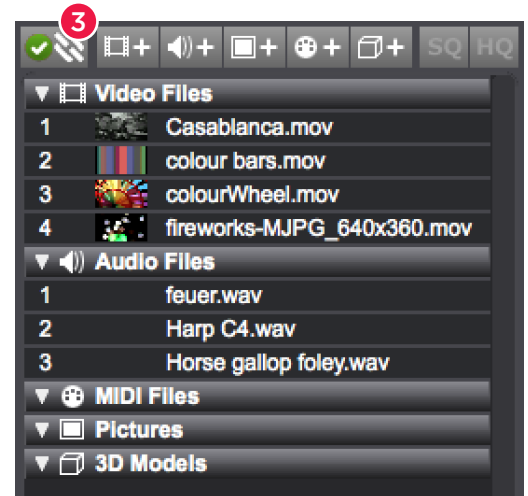 3
SQ HQ
Video Files
1 Casablanca.mov
2 colour bars.mov
3 colourWheel.mov
4 fireworks-MJPG_640x360.mov
Audio Files
1 feuer.wav
2 Harp C4.wav
3 Horse gallop foley.wav
MIDI Files
Pictures
3D Models